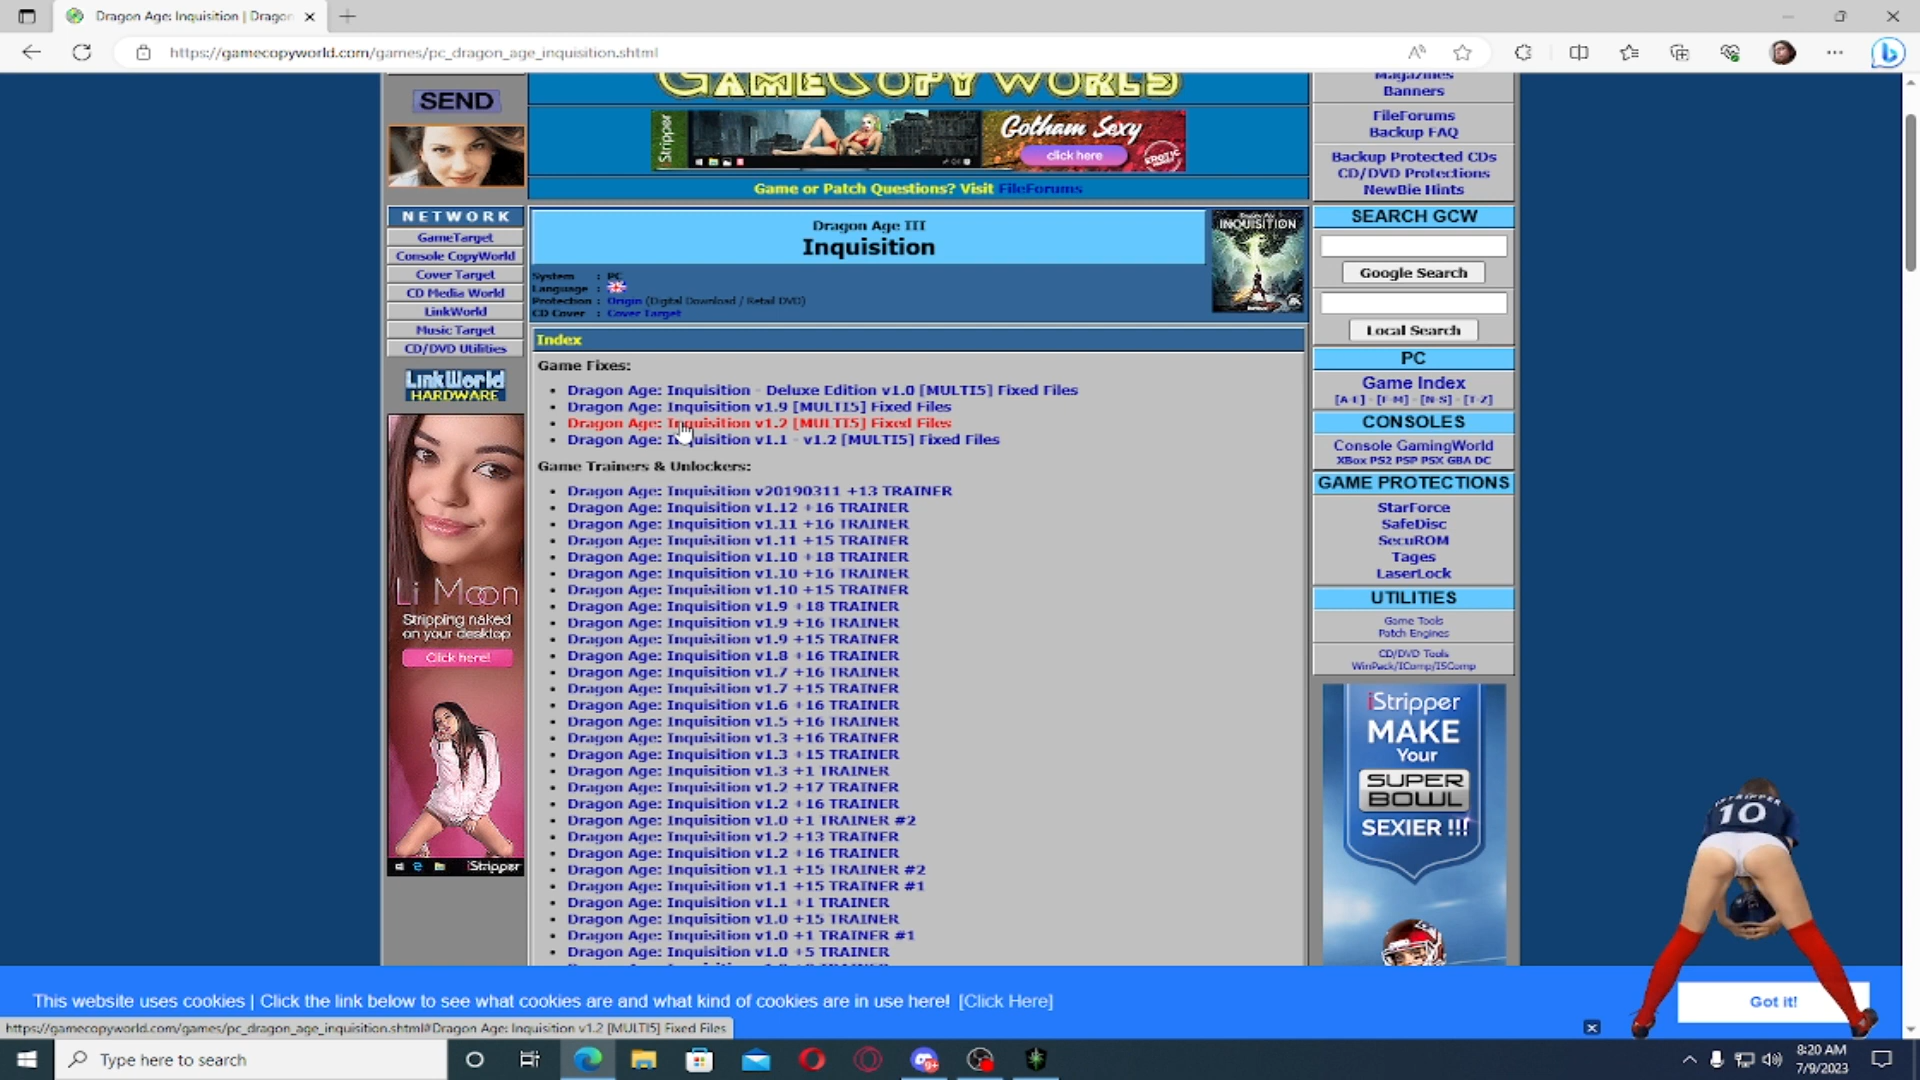 Dragon Age: Inquisition | Dragon
https://gamecopyworld.com/games/pc_dragon_age_inquisition.shtml
GAMECOPYWORLD
SEND
Stripper
Gotham Sexy
click here
EROTIC
Game or Patch Questions? Visit FileForums
NETWORK
GameTarget
Console CopyWorld
Cover Target
CD Media World
LinkWorld
Music Target
CD/DVD Utilities
LinkWorld
HARDWARE
Li Moon
Stripping naked
on your desktop
Click here!
iStripper
Dragon Age III
Inquisition
System : PC
Language :
Protection : Origin (Digital Download / Retail DVD)
CD Cover : Cover Target
INQUISITION
Index
Game Fixes:
• Dragon Age: Inquisition - Deluxe Edition v1.0 [MULTI5] Fixed Files
• Dragon Age: Inquisition v1.9 [MULTI5] Fixed Files
• Dragon Age: Inquisition v1.2 [MULTI5] Fixed Files
• Dragon Age: Inquisition v1.1 - v1.2 [MULTI5] Fixed Files
Game Trainers & Unlockers:
• Dragon Age: Inquisition v20190311 +13 TRAINER
• Dragon Age: Inquisition v1.12 +16 TRAINER
• Dragon Age: Inquisition v1.11 +16 TRAINER
• Dragon Age: Inquisition v1.11 +15 TRAINER
• Dragon Age: Inquisition v1.10 +18 TRAINER
• Dragon Age: Inquisition v1.10 +16 TRAINER
• Dragon Age: Inquisition v1.10 +15 TRAINER
• Dragon Age: Inquisition v1.9 +18 TRAINER
• Dragon Age: Inquisition v1.9 +16 TRAINER
• Dragon Age: Inquisition v1.9 +15 TRAINER
• Dragon Age: Inquisition v1.8 +16 TRAINER
• Dragon Age: Inquisition v1.7 +16 TRAINER
• Dragon Age: Inquisition v1.7 +15 TRAINER
• Dragon Age: Inquisition v1.6 +16 TRAINER
• Dragon Age: Inquisition v1.5 +16 TRAINER
• Dragon Age: Inquisition v1.3 +16 TRAINER
• Dragon Age: Inquisition v1.3 +15 TRAINER
• Dragon Age: Inquisition v1.3 +1 TRAINER
• Dragon Age: Inquisition v1.2 +17 TRAINER
• Dragon Age: Inquisition v1.2 +16 TRAINER
• Dragon Age: Inquisition v1.0 +1 TRAINER #2
• Dragon Age: Inquisition v1.2 +13 TRAINER
• Dragon Age: Inquisition v1.2 +16 TRAINER
• Dragon Age: Inquisition v1.1 +15 TRAINER #2
• Dragon Age: Inquisition v1.1 +15 TRAINER #1
• Dragon Age: Inquisition v1.1 +1 TRAINER
• Dragon Age: Inquisition v1.0 +15 TRAINER
• Dragon Age: Inquisition v1.0 +1 TRAINER #1
• Dragon Age: Inquisition v1.0 +5 TRAINER
Magazines
Banners
FileForums
Backup FAQ
Backup Protected CDs
CD/DVD Protections
NewBie Hints
SEARCH GCW
Google Search
Local Search
PC
Game Index
[A-E] - [F-M] - [N-S] - [T-Z]
CONSOLES
Console GamingWorld
XBox PS2 PSP PSX GBA DC
GAME PROTECTIONS
StarForce
SafeDisc
SecuROM
Tages
LaserLock
UTILITIES
Game Tools
Patch Engines
CD/DVD Tools
WinPack/IComp/ISComp
iStripper
MAKE
Your
SUPER
BOWL
SEXIER !!!
ISTRIPPER
10
This website uses cookies | Click the link below to see what cookies are and what kind of cookies are in use here! [Click Here]
Got it!
https://gamecopyworld.com/games/pc_dragon_age_inquisition.shtml#Dragon Age: Inquisition v1.2 [MULTI5] Fixed Files
Type here to search
8:20 AM
7/9/2023